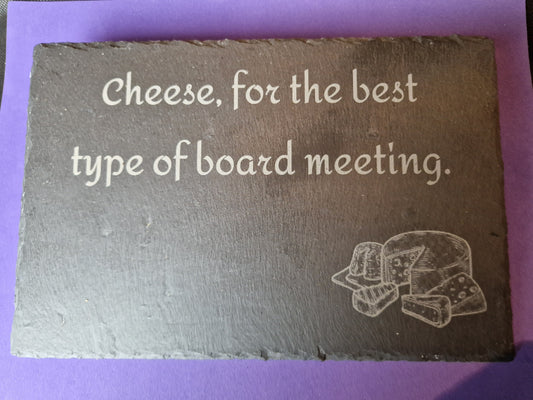 Cheese, for the best
type of board meeting.